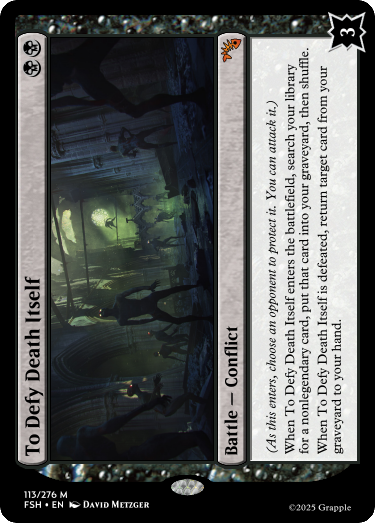 To Defy Death Itself
Battle — Conflict
3
(As this enters, choose an opponent to protect it. You can attack it.)
When To Defy Death Itself enters the battlefield, search your library
for a nonlegendary card, put that card into your graveyard, then shuffle.
When To Defy Death Itself is defeated, return target card from your
graveyard to your hand.
113/276 M
FSH • EN DAVID METZGER
©2025 Grapple